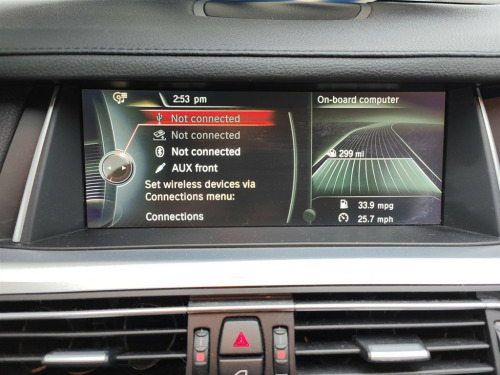 2:53 pm
Not connected
Not connected
Not connected
AUX front
Set wireless devices via
Connections menu:
Connections
On-board computer
299 ml
33.9 mpg
25.7 mph